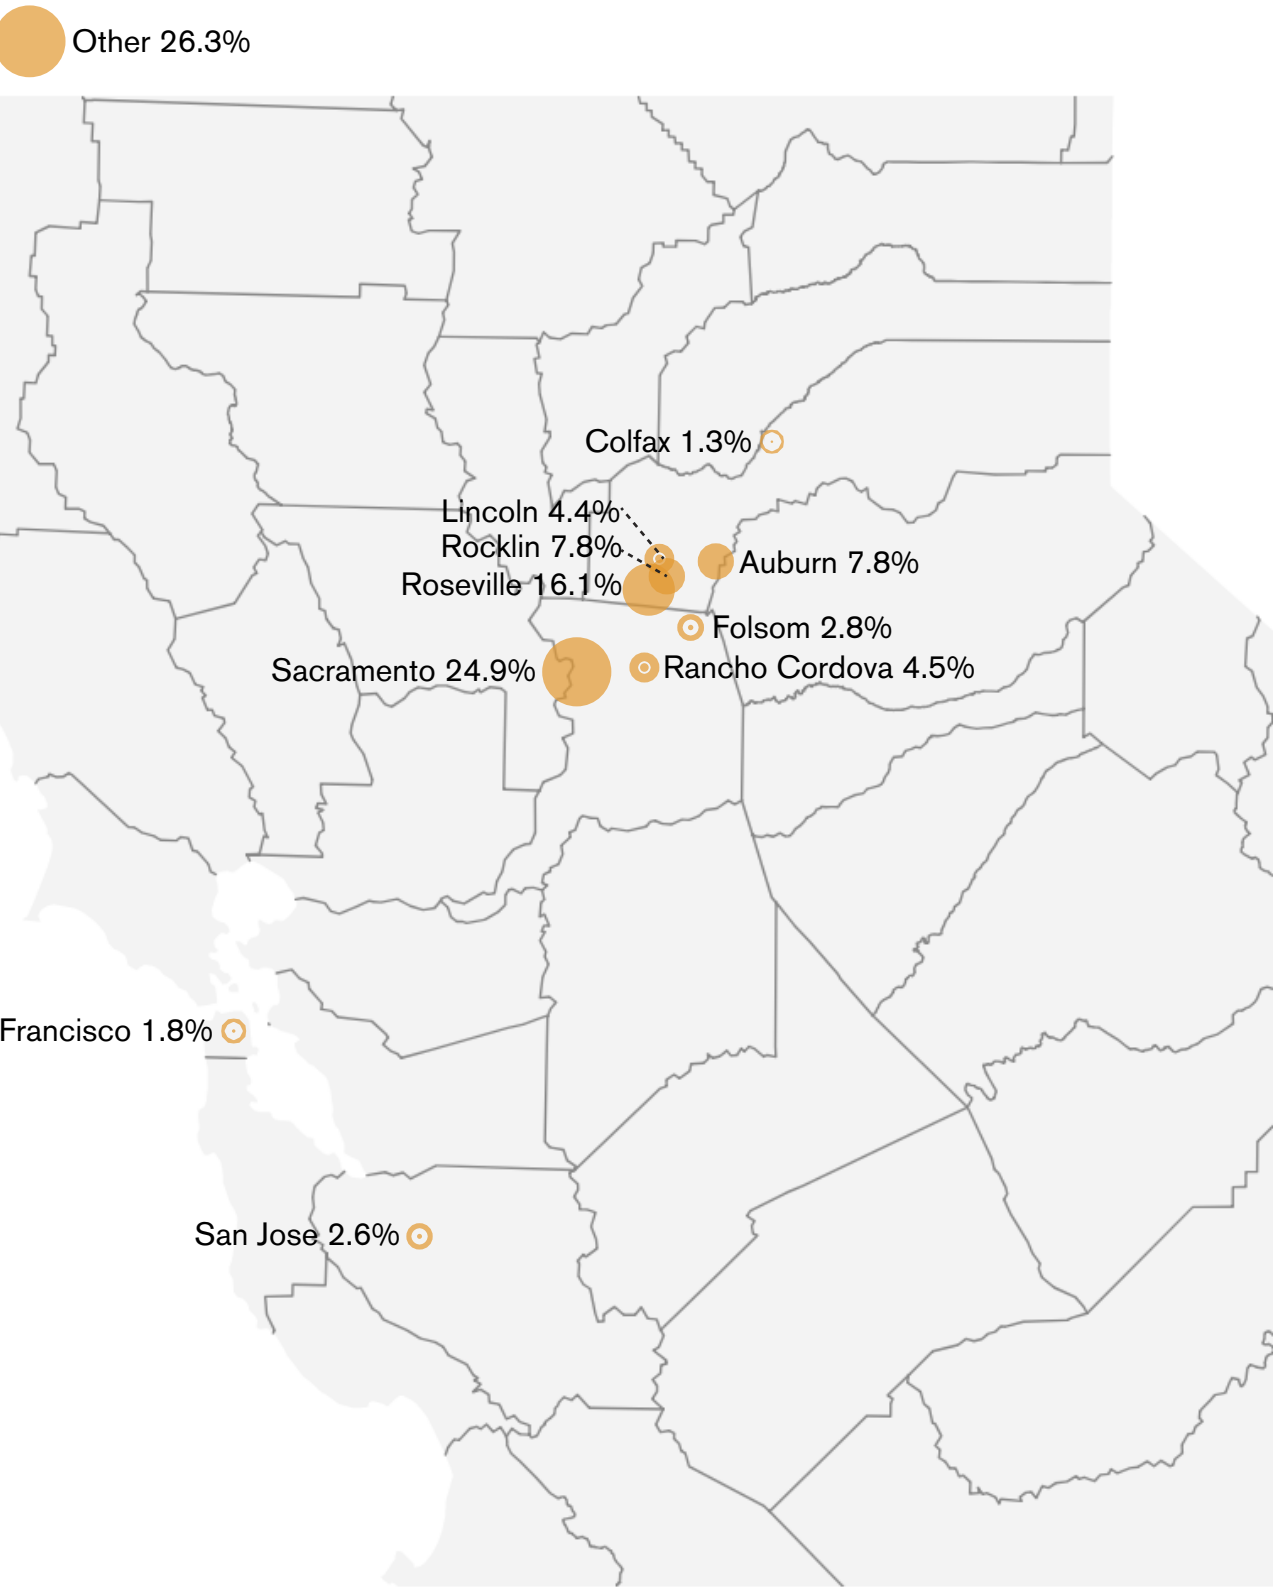 Other 26.3%
Colfax 1.3%
Lincoln 4.4%
Rocklin 7.8%
Auburn 7.8%
Roseville 16.1%
Folsom 2.8%
Sacramento 24.9%
Rancho Cordova 4.5%
Francisco 1.8%
San Jose 2.6%